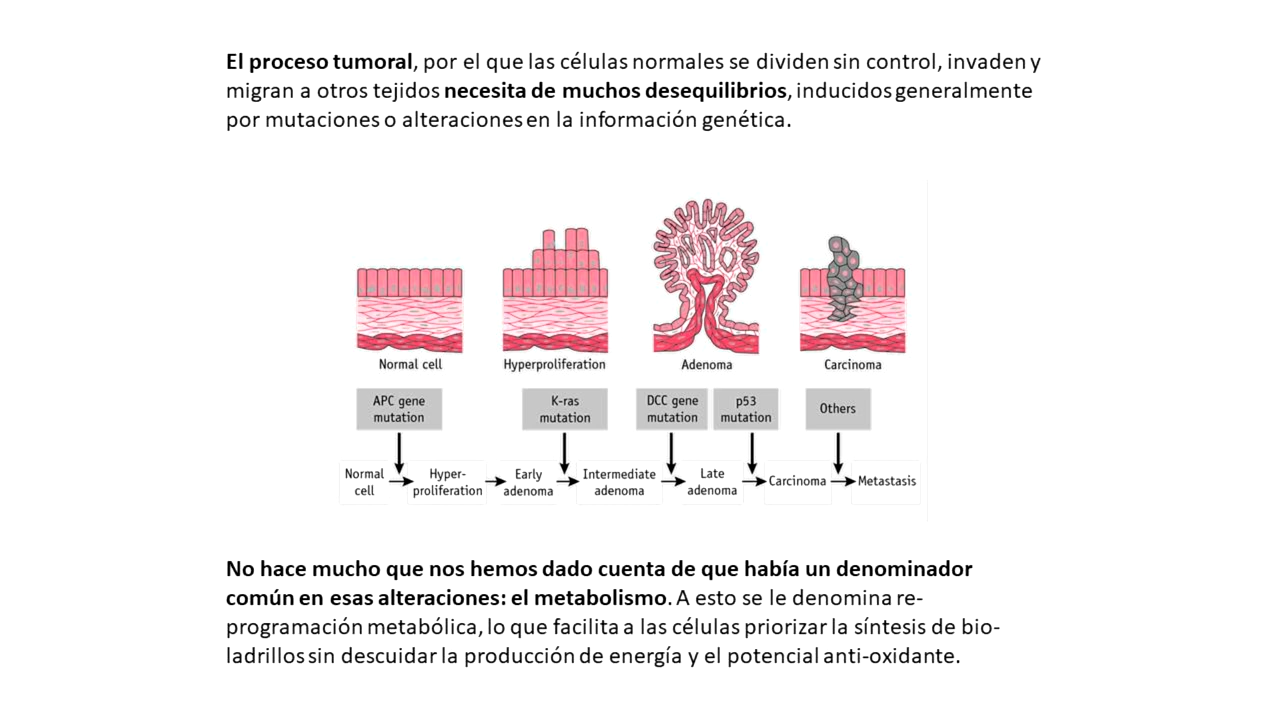 El proceso tumoral, por el que las células normales se dividen sin control, invaden y
migran a otros tejidos necesita de muchos desequilibrios, inducidos generalmente
por mutaciones o alteraciones en la información genética.
Normal cell
Hyperproliferation
Adenoma
Carcinoma
APC gene
mutation
K-ras
mutation
DCC gene
mutation
p53
mutation
Others
Normal
cell
Hyper-
proliferation
Early
adenoma
Intermediate
adenoma
Late
adenoma
Carcinoma
Metastasis
No hace mucho que nos hemos dado cuenta de que había un denominador
común en esas alteraciones: el metabolismo. A esto se le denomina re-
programación metabólica, lo que facilita a las células priorizar la síntesis de bio-
ladrillos sin descuidar la producción de energía y el potencial anti-oxidante.